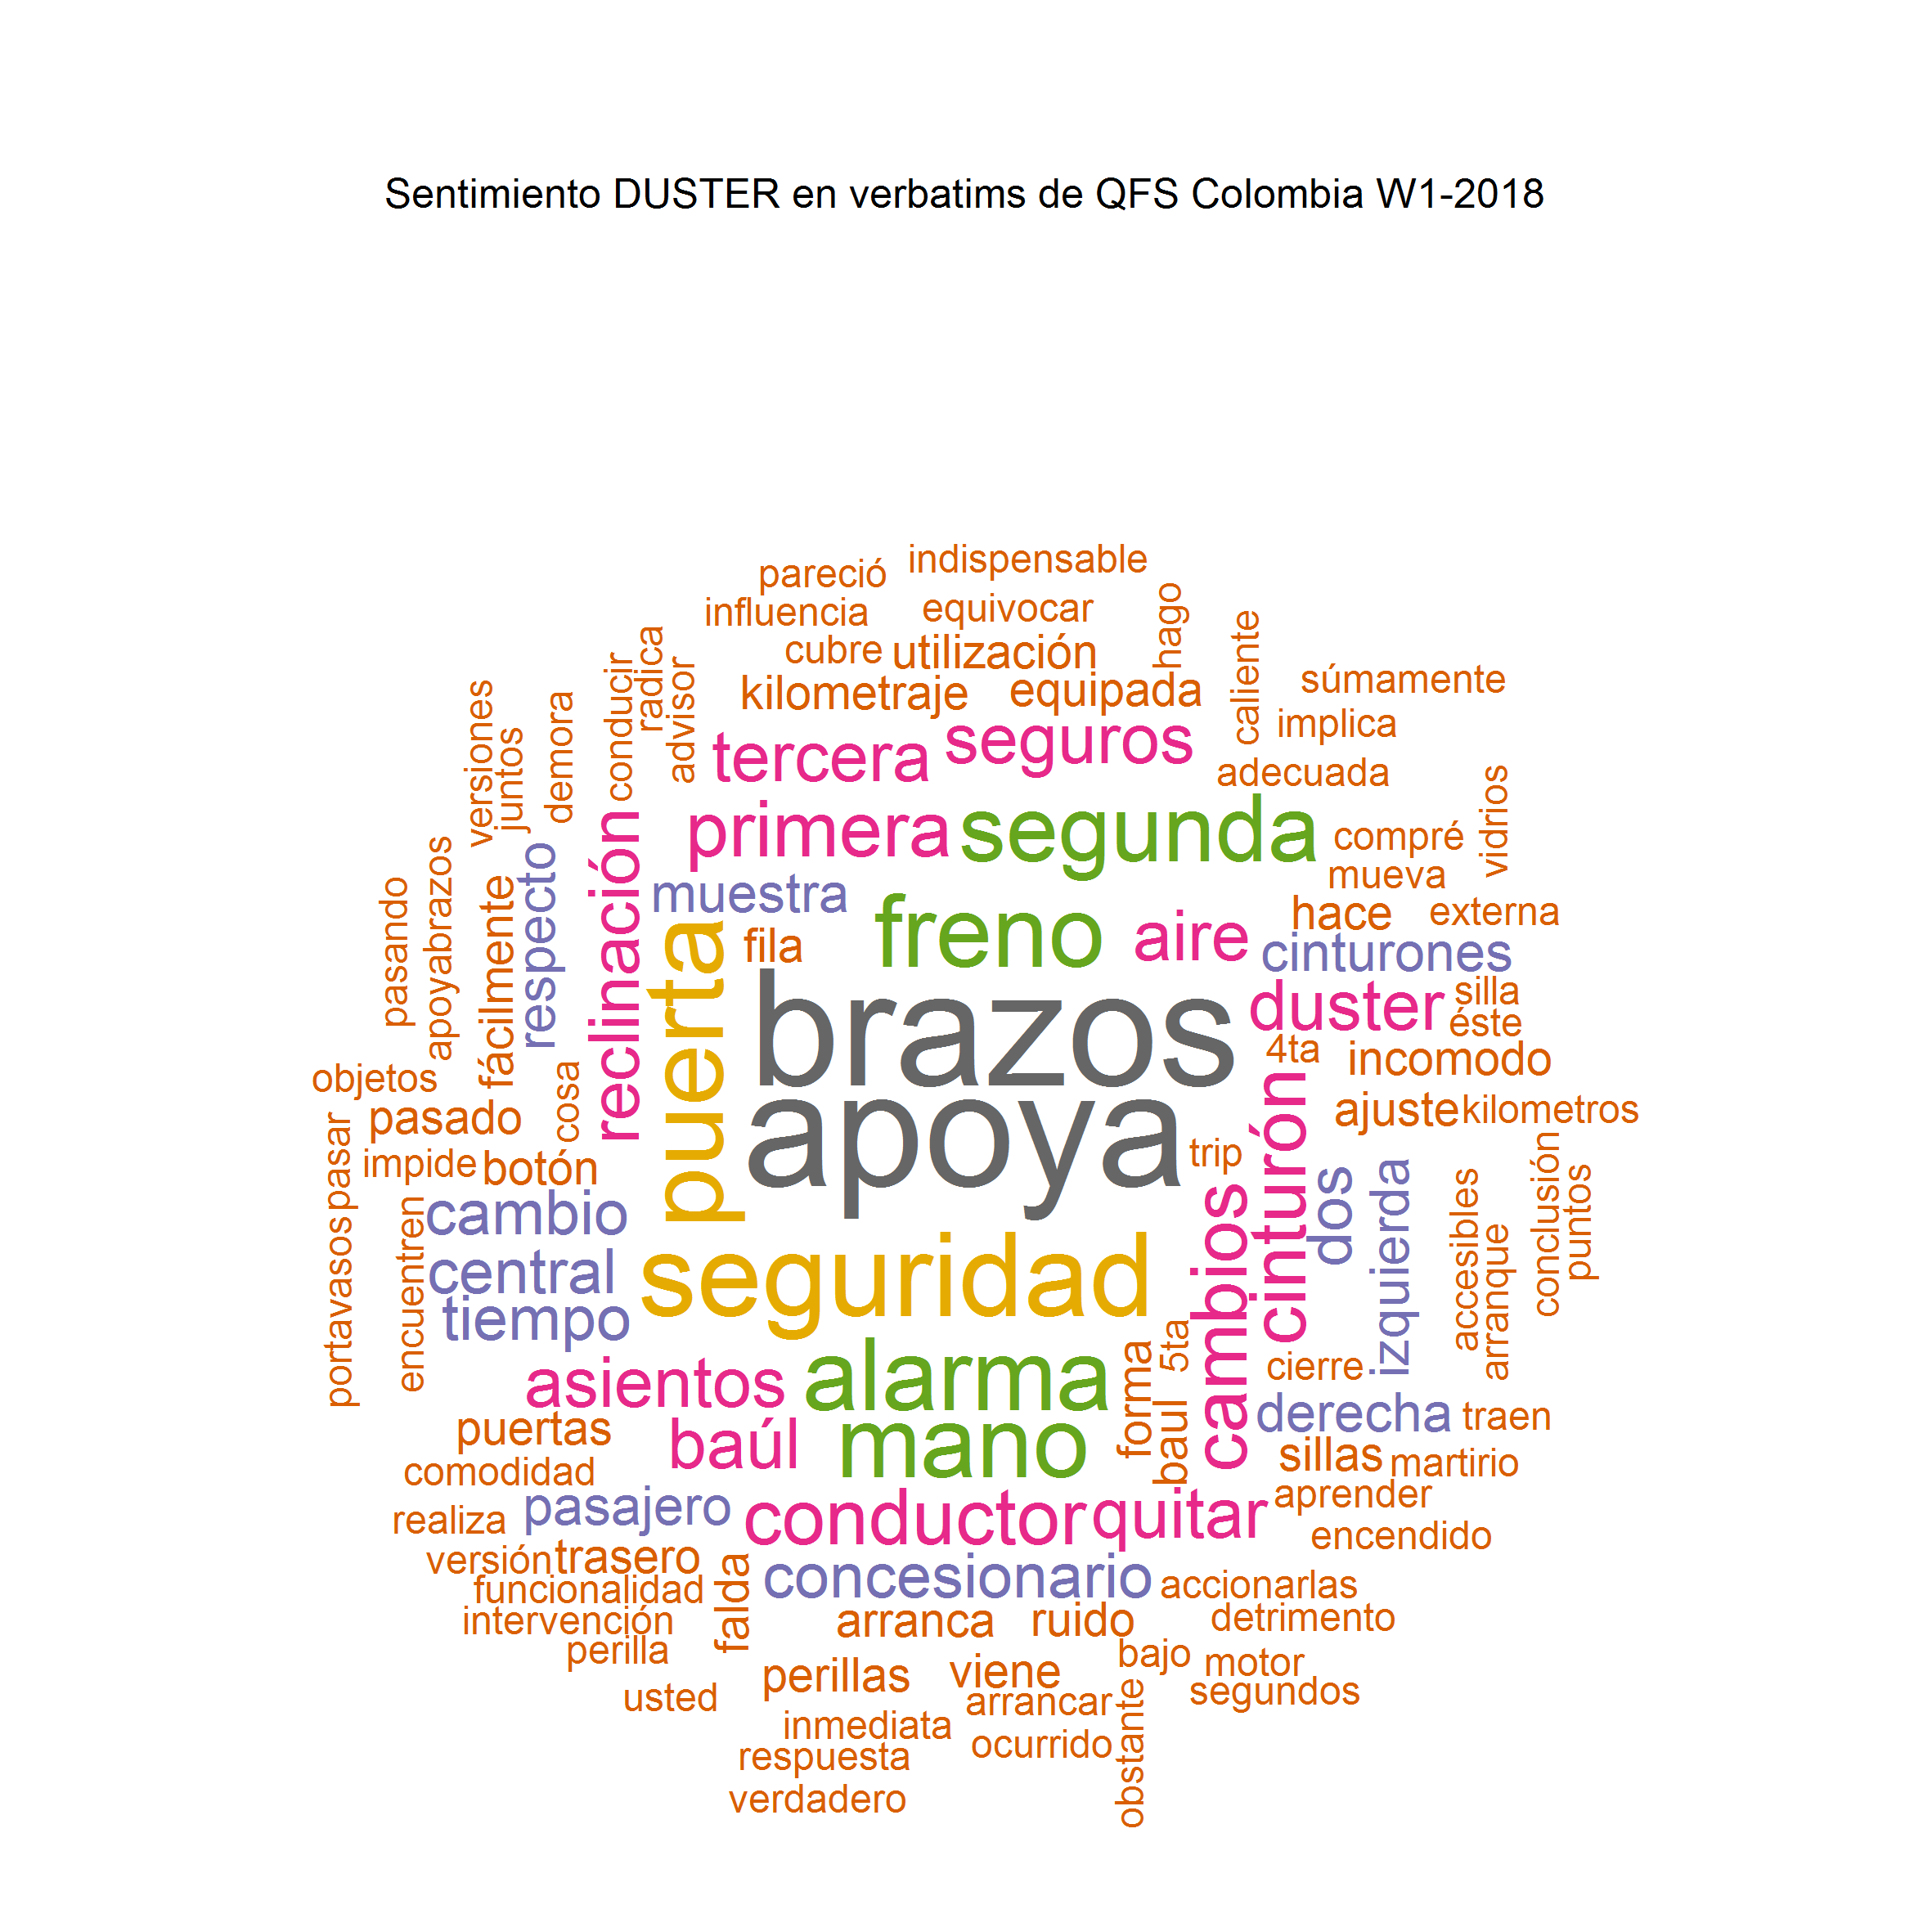 Sentimiento DUSTER en verbatims de QFS Colombia W1-2018
indispensable
pareció
influencia
equivocar
hago
cubre
utilización
caliente
conducir
radica
advisor
kilometraje
equipada
súmamente
implica
versiones
juntos
demora
tercera
seguros
adecuada
vidrios
reclinación
primera
segunda
compré
mueva
respecto
muestra
pasando
apoyabrazos
fácilmente
puerta
fila
freno
aire
hace
externa
cinturones
brazos
duster
silla
éste
4ta
incomodo
objetos
cosa
pasado
apoya
cinturón
ajuste
kilometros
pasar
impide
botón
trip
cambios
dos
izquierda
accesibles
arranque
conclusión
puntos
cambio
central
tiempo
portavasos
encuentren
seguridad
asientos
alarma
forma
5ta
baul
cierre
derecha
traen
puertas
baúl
mano
sillas
martirio
comodidad
aprender
realiza
pasajero
conductor
quitar
encendido
versión
trasero
concesionario
accionarlas
funcionalidad
intervención
falda
arranca
ruido
detrimento
perilla
bajo
motor
perillas
viene
segundos
usted
arrancar
inmediata
ocurrido
obstante
respuesta
verdadero